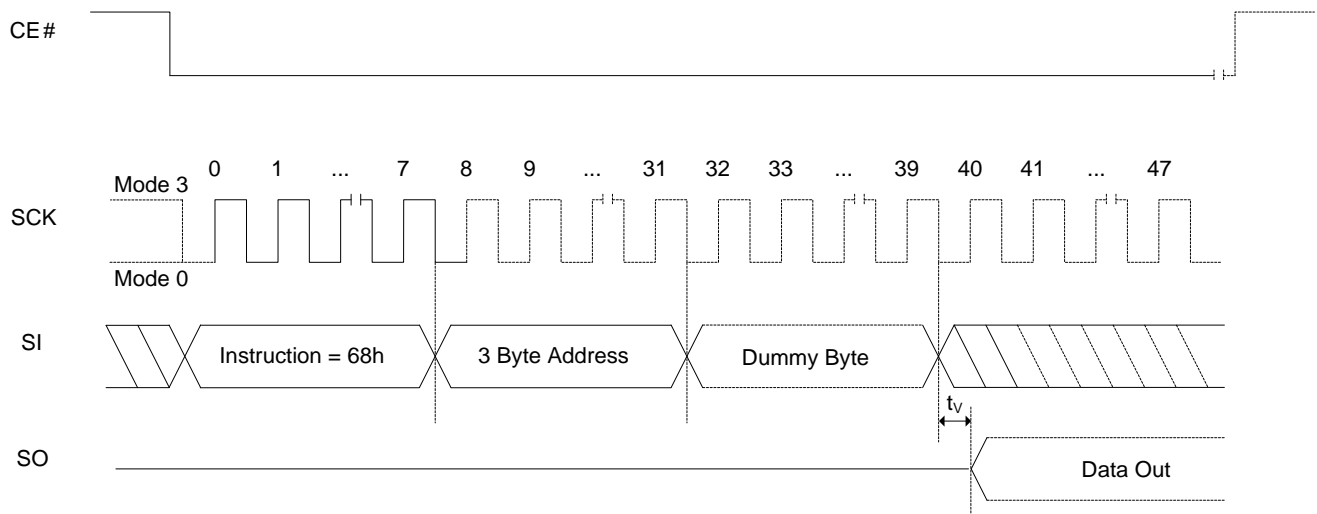 CE#
0 1 ... 7 8 9 ... 31 32 33 ... 39 40 41 ... 47
Mode 3
SCK
Mode 0
SI
Instruction = 68h
3 Byte Address
Dummy Byte
tV
SO
Data Out